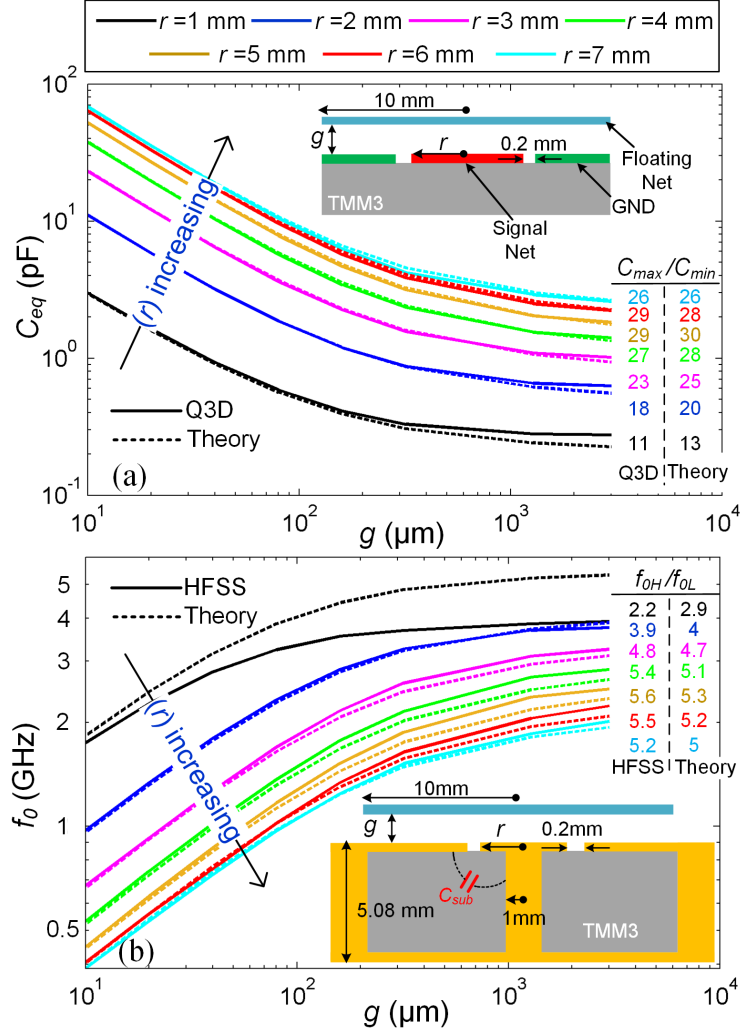 r =1 mm r =2 mm r =3 mm r =4 mm
r =5 mm r =6 mm r =7 mm
10²
10¹
10⁰
10⁻¹
C_eq (pF)
10 mm
g
r
0.2 mm
Floating
Net
GND
TMM3
Signal
Net
(r) increasing
C_max/C_min
26 26
29 28
29 30
27 28
23 25
18 20
11 13
Q3D Theory
Q3D
Theory
(a)
10¹ 10² 10³ 10⁴
g (µm)
5
4
3
2
1
0.5
f₀ (GHz)
HFSS
Theory
f_0H/f_0L
2.2 2.9
3.9 4
4.8 4.7
5.4 5.1
5.6 5.3
5.5 5.2
5.2 5
HFSS Theory
(r) increasing
10mm
g
r
0.2mm
C_sub
5.08 mm
1mm
TMM3
(b)
10¹ 10² 10³ 10⁴
g (µm)